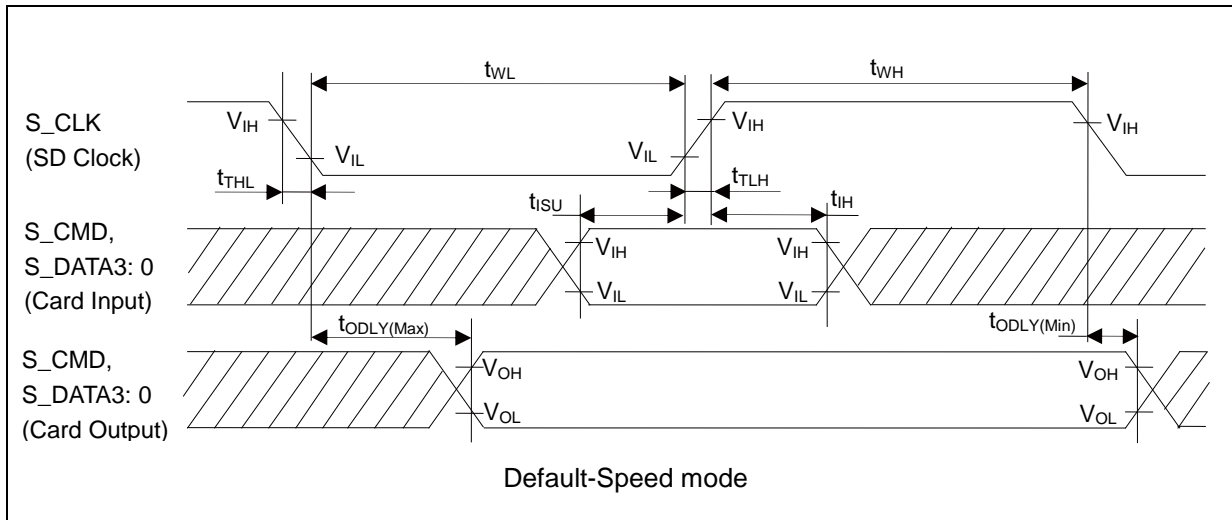 tWL
tWH
S_CLK
(SD Clock)
VIH
VIL
VIL
VIH
VIH
tTHL
tTLH
tISU
tIH
S_CMD,
S_DATA3: 0
(Card Input)
VIH
VIL
VIH
VIL
tODLY(Max)
tODLY(Min)
S_CMD,
S_DATA3: 0
(Card Output)
VOH
VOL
VOH
VOL
Default-Speed mode